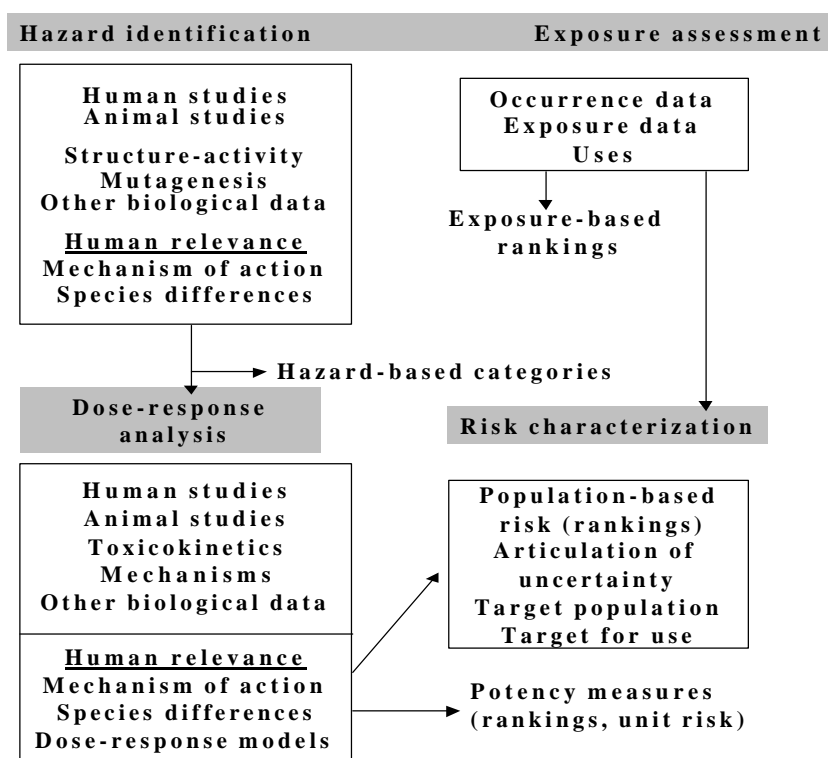 Hazard identification
Exposure assessment
Human studies
Animal studies
Structure-activity
Mutagenesis
Other biological data
Human relevance
Mechanism of action
Species differences
Occurrence data
Exposure data
Uses
Exposure-based
rankings
Hazard-based categories
Dose-response
analysis
Risk characterization
Human studies
Animal studies
Toxicokinetics
Mechanisms
Other biological data
Human relevance
Mechanism of action
Species differences
Dose-response models
Population-based
risk (rankings)
Articulation of
uncertainty
Target population
Target for use
Potency measures
(rankings, unit risk)